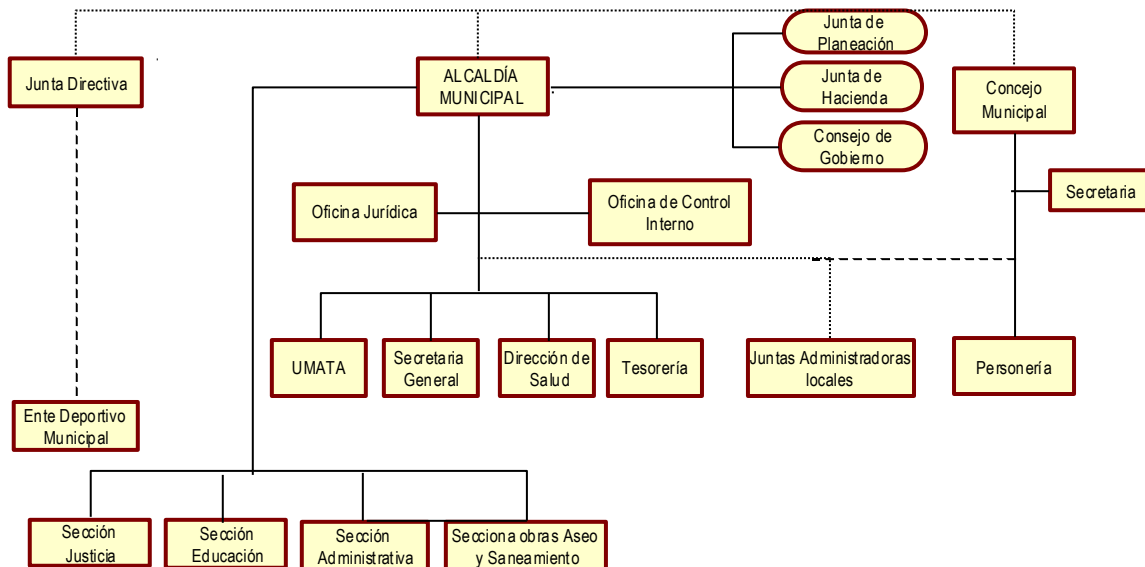 Junta de
Planeación
Junta Directiva
ALCALDÍA
MUNICIPAL
Junta de
Hacienda
Concejo
Municipal
Consejo de
Gobierno
Oficina Jurídica
Oficina de Control
Interno
Secretaria
UMATA
Secretaria
General
Dirección de
Salud
Tesorería
Juntas Administradoras
locales
Personería
Ente Deportivo
Municipal
Sección
Justicia
Sección
Educación
Sección
Administrativa
Secciona obras Aseo
y Saneamiento